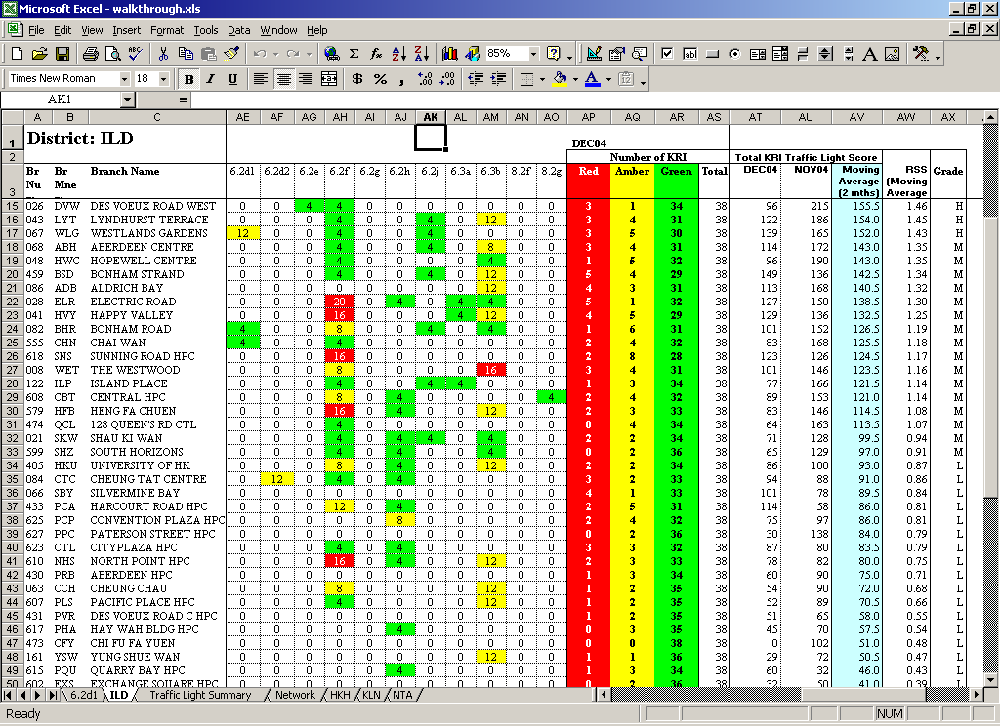 Microsoft Excel - walkthrough.xls
File Edit View Insert Format Tools Data Window Help
85%
Times New Roman 18 B I U $ % ,
AK1 =
A B C AE AF AG AH AI AJ AK AL AM AN AO AP AQ AR AS AT AU AV AW AX
1 District: ILD DEC04
2 Number of KRI Total KRI Traffic Light Score
3 Br Nu Br Mne Branch Name 6.2d1 6.2d2 6.2e 6.2f 6.2g 6.2h 6.2j 6.3a 6.3b 8.2f 8.2g Red Amber Green Total DEC04 NOV04 Moving Average (2 mths) RSS (Moving Average Grade
15 026 DVW DES VOEUX ROAD WEST 0 0 4 4 0 0 0 0 0 0 0 3 1 34 38 96 215 155.5 1.46 H
16 043 LYT LYNDHURST TERRACE 0 0 0 4 0 0 4 0 12 0 0 3 4 31 38 122 186 154.0 1.45 H
17 067 WLG WESTLANDS GARDENS 12 0 0 4 0 0 4 0 0 0 0 3 5 30 38 139 165 152.0 1.43 H
18 068 ABH ABERDEEN CENTRE 0 0 0 4 0 0 4 0 8 0 0 3 4 31 38 114 172 143.0 1.35 M
19 048 HWC HOPEWELL CENTRE 0 0 0 4 0 0 0 0 4 0 0 1 5 32 38 96 190 143.0 1.35 M
20 459 BSD BONHAM STRAND 0 0 0 4 0 0 4 0 12 0 0 5 4 29 38 149 136 142.5 1.34 M
21 086 ADB ALDRICH BAY 0 0 0 0 0 0 0 0 12 0 0 4 3 31 38 113 168 140.5 1.32 M
22 028 ELR ELECTRIC ROAD 0 0 0 20 0 4 0 4 4 0 0 5 1 32 38 127 150 138.5 1.30 M
23 041 HVY HAPPY VALLEY 0 0 0 16 0 0 0 4 12 0 0 4 5 29 38 129 136 132.5 1.25 M
24 082 BHR BONHAM ROAD 4 0 0 8 0 0 4 0 4 0 0 1 6 31 38 101 152 126.5 1.19 M
25 555 CHN CHAI WAN 4 0 0 4 0 0 0 0 0 0 0 2 4 32 38 83 168 125.5 1.18 M
26 618 SNS SUNNING ROAD HPC 0 0 0 16 0 0 0 0 0 0 0 2 8 28 38 123 126 124.5 1.17 M
27 008 WET THE WESTWOOD 0 0 0 8 0 0 0 0 16 0 0 3 4 31 38 101 146 123.5 1.16 M
28 122 ILP ISLAND PLACE 0 0 0 4 0 0 4 4 0 0 0 1 3 34 38 77 166 121.5 1.14 M
29 608 CBT CENTRAL HPC 0 0 0 8 0 4 0 0 0 0 4 2 4 32 38 89 153 121.0 1.14 M
30 579 HFB HENG FA CHUEN 0 0 0 16 0 4 0 0 12 0 0 2 3 33 38 83 146 114.5 1.08 M
31 474 QCL 128 QUEEN'S RD CTL 0 0 0 4 0 0 0 0 0 0 0 0 4 34 38 64 163 113.5 1.07 M
32 021 SKW SHAU KI WAN 0 0 0 4 0 4 4 0 4 0 0 2 2 34 38 71 128 99.5 0.94 M
33 599 SHZ SOUTH HORIZONS 0 0 0 4 0 4 0 0 4 0 0 0 2 36 38 65 129 97.0 0.91 M
34 405 HKU UNIVERSITY OF HK 0 0 0 8 0 4 0 0 12 0 0 2 2 34 38 86 100 93.0 0.87 L
35 084 CTC CHEUNG TAT CENTRE 0 12 0 4 0 4 0 0 0 0 0 3 2 33 38 94 88 91.0 0.86 L
36 066 SBY SILVERMINE BAY 0 0 0 0 0 0 0 0 0 0 0 4 1 33 38 101 78 89.5 0.84 L
37 433 PCA HARCOURT ROAD HPC 0 0 0 12 0 4 0 0 0 0 0 2 5 31 38 114 58 86.0 0.81 L
38 625 PCP CONVENTION PLAZA HPC 0 0 0 0 0 8 0 0 0 0 0 2 4 32 38 75 97 86.0 0.81 L
39 627 PPC PATERSON STREET HPC 0 0 0 0 0 0 0 0 0 0 0 0 2 36 38 30 138 84.0 0.79 L
40 623 CTL CITYPLAZA HPC 0 0 0 4 0 4 0 0 0 0 0 3 3 32 38 87 80 83.5 0.79 L
41 610 NHS NORTH POINT HPC 0 0 0 16 0 4 0 0 12 0 0 2 3 33 38 78 82 80.0 0.75 L
42 430 PRB ABERDEEN HPC 0 0 0 0 0 0 0 0 0 0 0 1 3 34 38 60 90 75.0 0.71 L
43 063 CCH CHEUNG CHAU 0 0 0 8 0 0 0 0 12 0 0 1 2 35 38 54 90 72.0 0.68 L
44 607 PLS PACIFIC PLACE HPC 0 0 0 4 0 0 0 0 12 0 0 1 2 35 38 52 89 70.5 0.66 L
45 431 PVR DES VOEUX ROAD C HPC 0 0 0 0 0 0 0 0 0 0 0 1 2 35 38 51 65 58.0 0.55 L
46 617 PHA HAY WAH BLDG HPC 0 0 0 0 0 4 0 0 0 0 0 0 3 35 38 45 70 57.5 0.54 L
47 473 CFY CHI FU FA YUEN 0 0 0 0 0 0 0 0 0 0 0 0 0 38 38 0 102 51.0 0.48 L
48 161 YSW YUNG SHUE WAN 0 0 0 0 0 0 0 0 12 0 0 1 1 36 38 29 72 50.5 0.47 L
49 615 PQU QUARRY BAY HPC 0 0 0 0 0 4 0 0 0 0 0 1 3 34 38 60 32 46.0 0.43 L
50 602 EXS EXCHANGE SQUARE HPC 0 0 0 0 0 0 0 0 0 0 0 0 2 36 38 32 50 41.0 0.39 L
6.2d1 ILD Traffic Light Summary Network HKH KLN NTA
Ready NUM